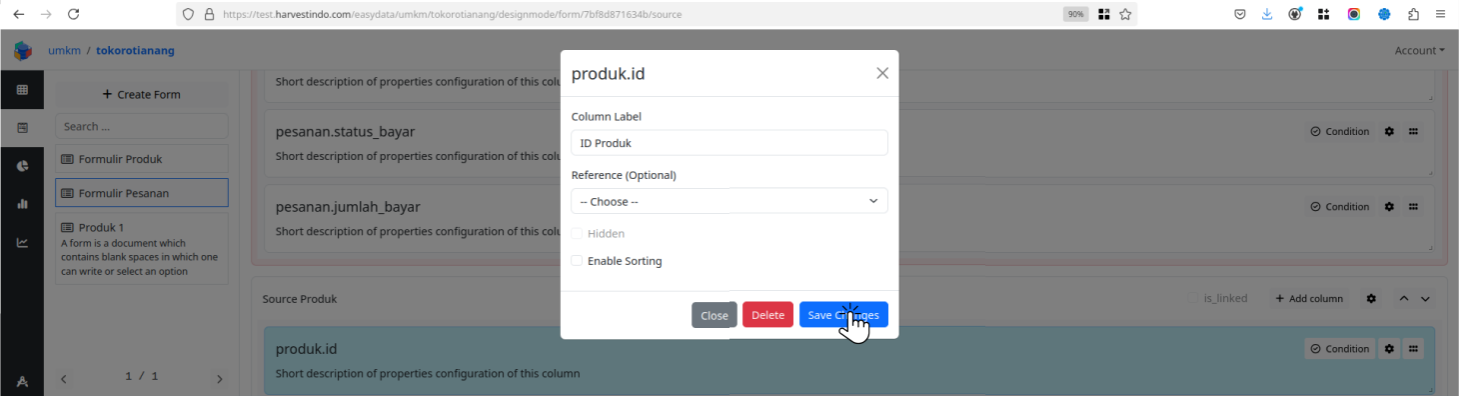 https://test.harvestindo.com/easydata/umkm/tokorotianang/designmode/form/7bf8d871634b/source
90%
umkm / tokorotianang
Account
+ Create Form
Search ...
Formulir Produk
Formulir Pesanan
Produk 1
A form is a document which
contains blank spaces in which one
can write or select an option
1 / 1
Short description of properties configuration of this colu
pesanan.status_bayar
Condition
Short description of properties configuration of this colu
pesanan.jumlah_bayar
Condition
Short description of properties configuration of this colu
Source Produk
is_linked
+ Add column
produk.id
Condition
Short description of properties configuration of this column
produk.id
Column Label
ID Produk
Reference (Optional)
-- Choose --
Hidden
Enable Sorting
Close
Delete
Save Changes